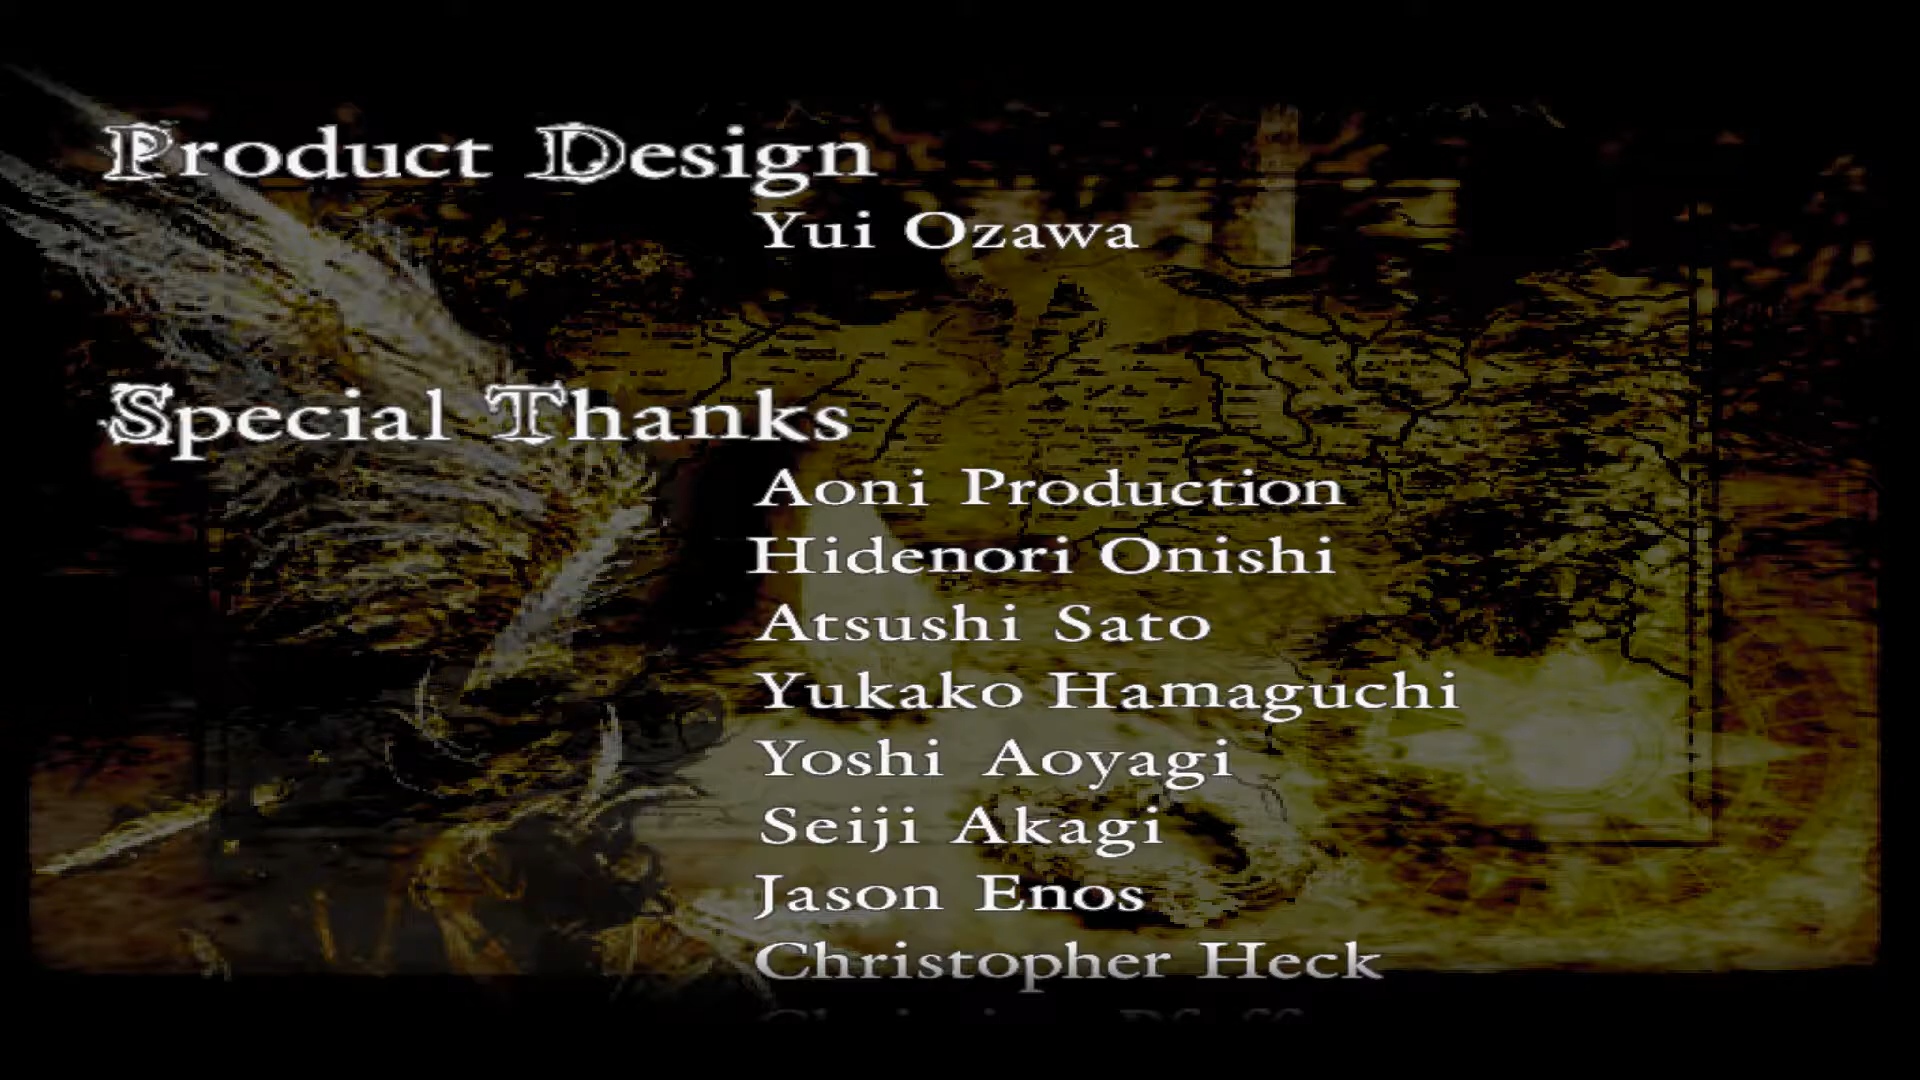 Product Design
Yui Ozawa
Special Thanks
Aoni Production
Hidenori Onishi
Atsushi Sato
Yukako Hamaguchi
Yoshi Aoyagi
Seiji Akagi
Jason Enos
Christopher Heck